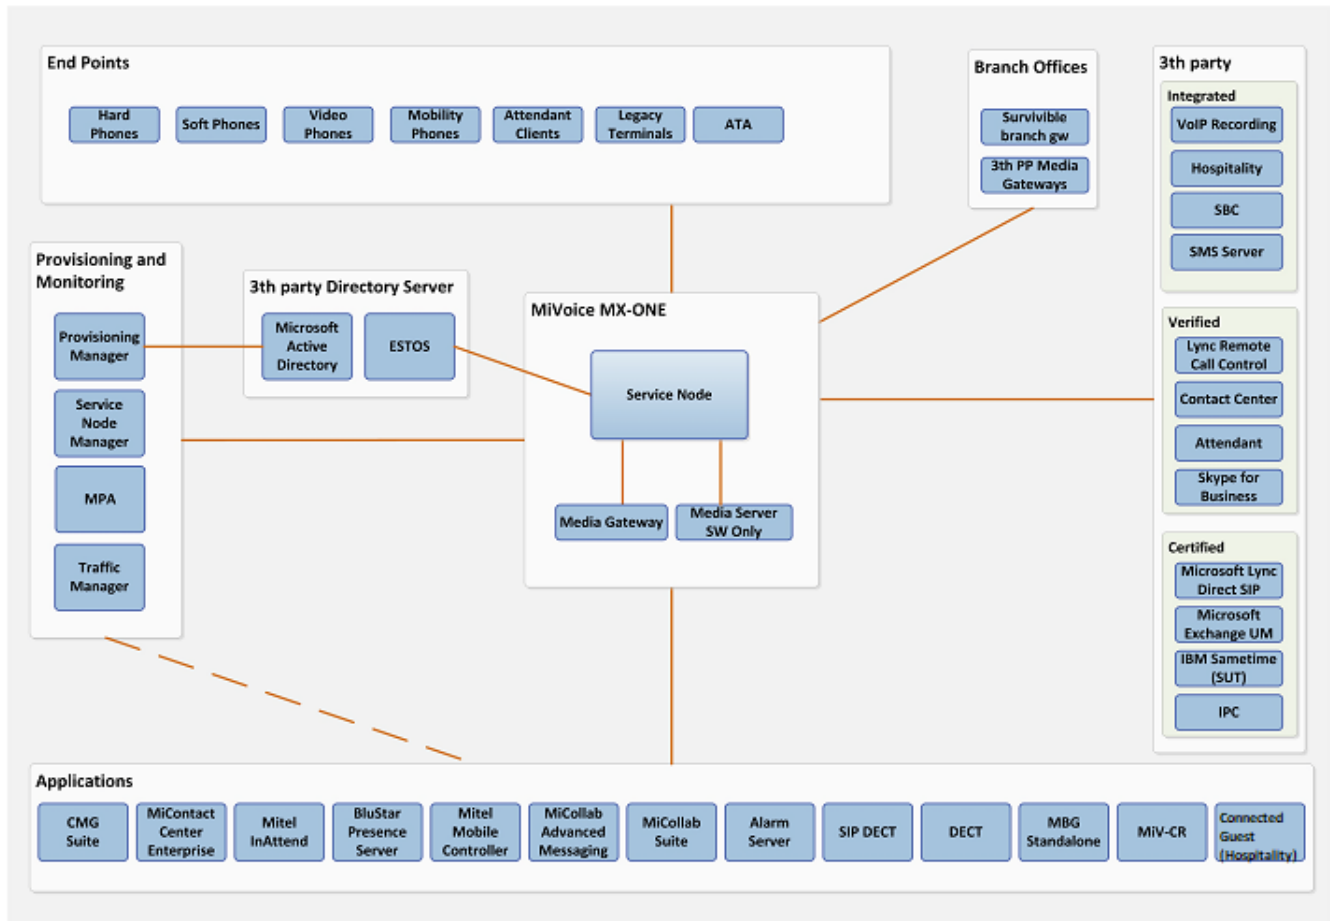 End Points
Hard
Phones
Soft Phones
Video
Phones
Mobility
Phones
Attendant
Clients
Legacy
Terminals
ATA
Branch Offices
Survivible
branch gw
3th PP Media
Gateways
3th party
Integrated
VoIP Recording
Hospitality
SBC
SMS Server
Verified
Lync Remote
Call Control
Contact Center
Attendant
Skype for
Business
Certified
Microsoft Lync
Direct SIP
Microsoft
Exchange UM
IBM Sametime
(SUT)
IPC
Provisioning and
Monitoring
Provisioning
Manager
Service
Node
Manager
MPA
Traffic
Manager
3th party Directory Server
Microsoft
Active
Directory
ESTOS
MiVoice MX-ONE
Service Node
Media Gateway
Media Server
SW Only
Applications
CMG
Suite
MiContact
Center
Enterprise
Mitel
InAttend
BluStar
Presence
Server
Mitel
Mobile
Controller
MiCollab
Advanced
Messaging
MiCollab
Suite
Alarm
Server
SIP DECT
DECT
MBG
Standalone
MiV-CR
Connected
Guest
(Hospitality)